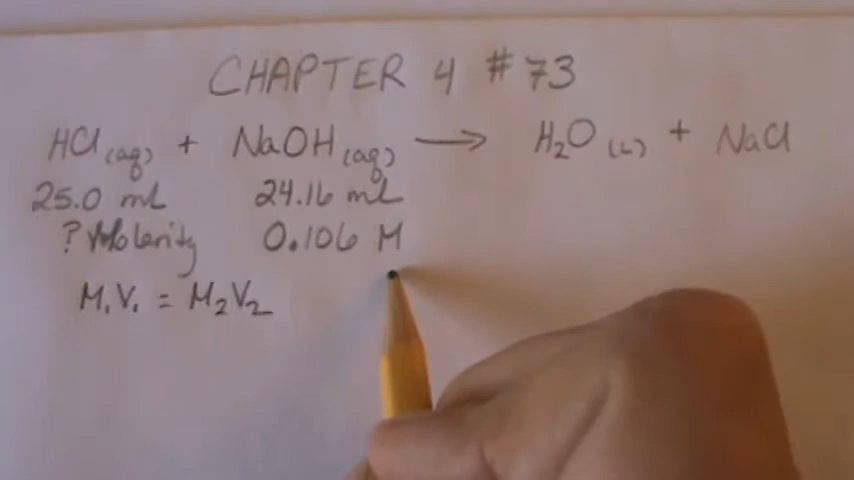 CHAPTER 4 #73
HCl (aq) + NaOH (aq) → H₂O (L) + NaCl
25.0 mL 24.16 mL
? Molarity 0.106 M
M₁V₁ = M₂V₂